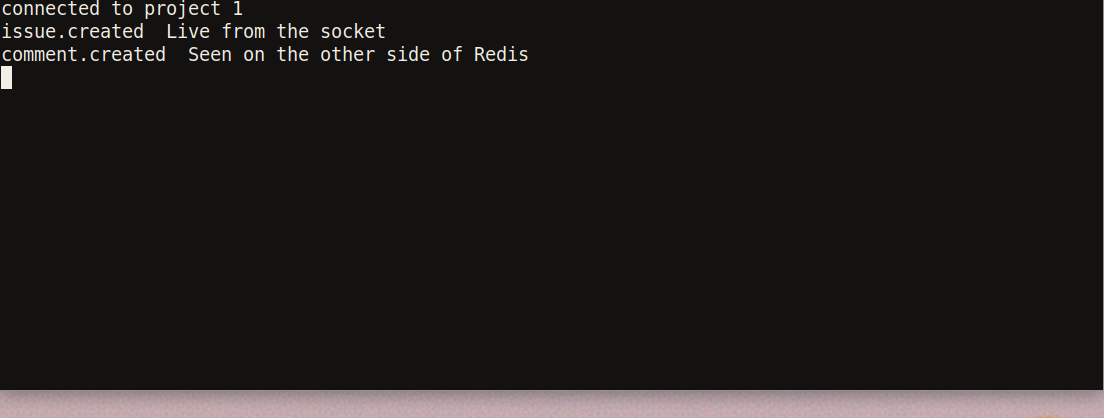 connected to project 1
issue.created  Live from the socket
comment.created  Seen on the other side of Redis